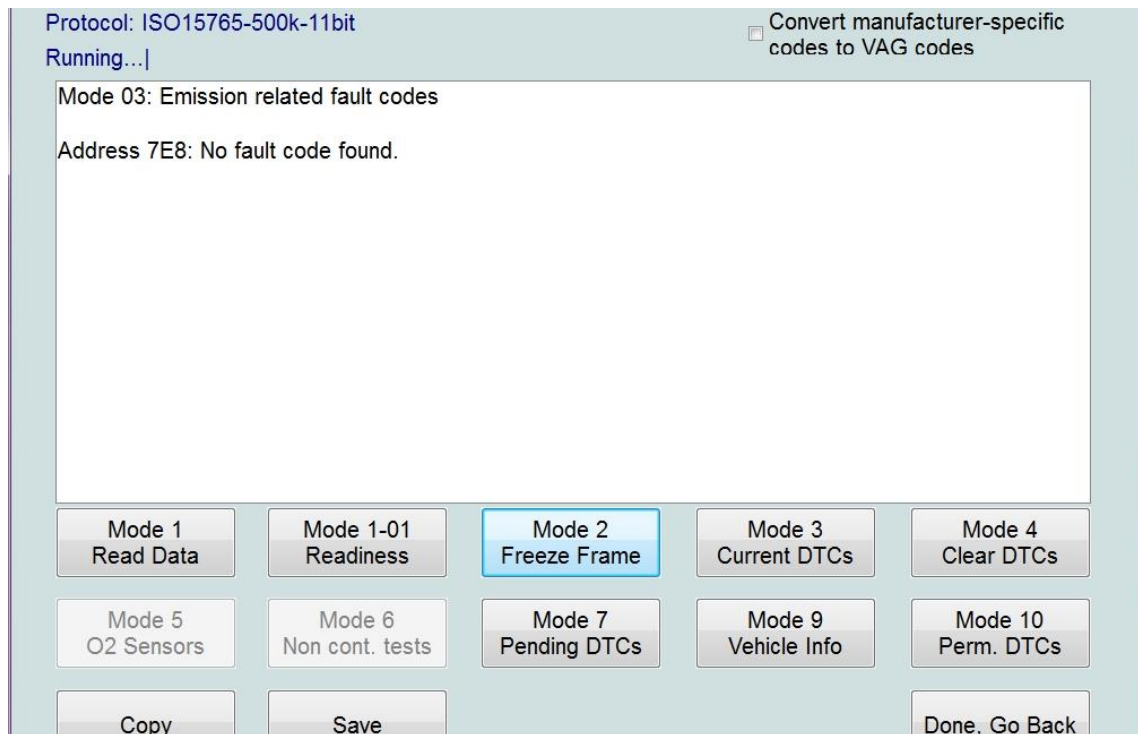 Protocol: ISO15765-500k-11bit
Convert manufacturer-specific
codes to VAG codes
Running...|
Mode 03: Emission related fault codes
Address 7E8: No fault code found.
Mode 1
Read Data
Mode 1-01
Readiness
Mode 2
Freeze Frame
Mode 3
Current DTCs
Mode 4
Clear DTCs
Mode 5
O2 Sensors
Mode 6
Non cont. tests
Mode 7
Pending DTCs
Mode 9
Vehicle Info
Mode 10
Perm. DTCs
Copy
Save
Done, Go Back